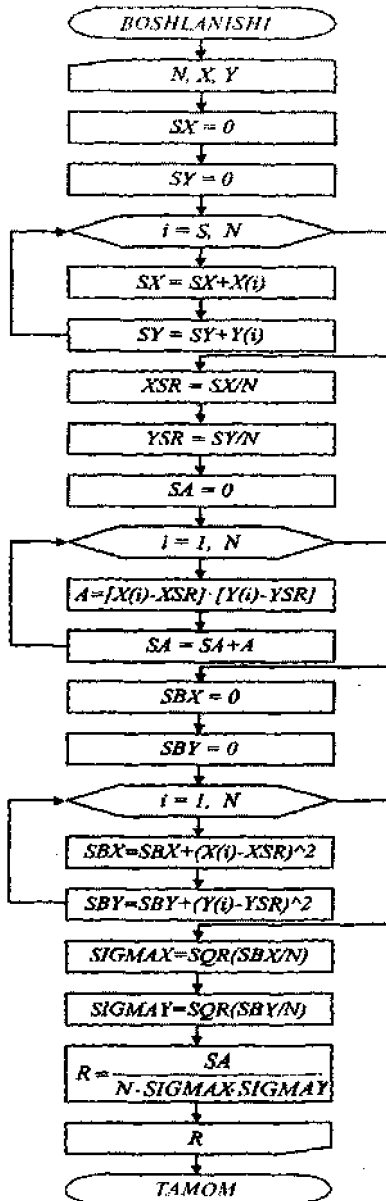 BOSHLANISHI
N, X, Y
SX = 0
SY = 0
i = S, N
SX = SX+X(i)
SY = SY+Y(i)
XSR = SX/N
YSR = SY/N
SA = 0
i = 1, N
A=[X(i)-XSR]·[Y(i)-YSR]
SA = SA+A
SBX = 0
SBY = 0
i = 1, N
SBX=SBX+(X(i)-XSR)^2
SBY=SBY+(Y(i)-YSR)^2
SIGMAX=SQR(SBX/N)
SIGMAY=SQR(SBY/N)
R = SA
N·SIGMAX·SIGMAY
R
TAMOM